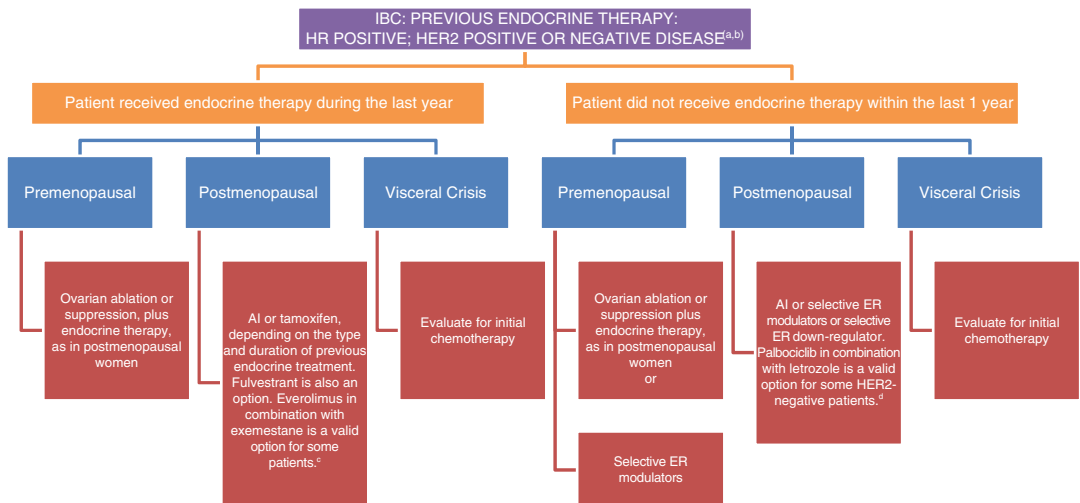 IBC: PREVIOUS ENDOCRINE THERAPY:
HR POSITIVE; HER2 POSITIVE OR NEGATIVE DISEASE(a,b)
Patient received endocrine therapy during the last year
Patient did not receive endocrine therapy within the last 1 year
Premenopausal
Postmenopausal
Visceral Crisis
Premenopausal
Postmenopausal
Visceral Crisis
Ovarian ablation or
suppression, plus
endocrine therapy,
as in postmenopausal
women
AI or tamoxifen,
depending on the type
and duration of previous
endocrine treatment.
Fulvestrant is also an
option. Everolimus in
combination with
exemestane is a valid
option for some
patients.c
Evaluate for initial
chemotherapy
Ovarian ablation or
suppression plus
endocrine therapy,
as in postmenopausal
women
or
Selective ER
modulators
AI or selective ER
modulators or selective
ER down-regulator.
Palbociclib in combination
with letrozole is a valid
option for some HER2-
negative patients.d
Evaluate for initial
chemotherapy